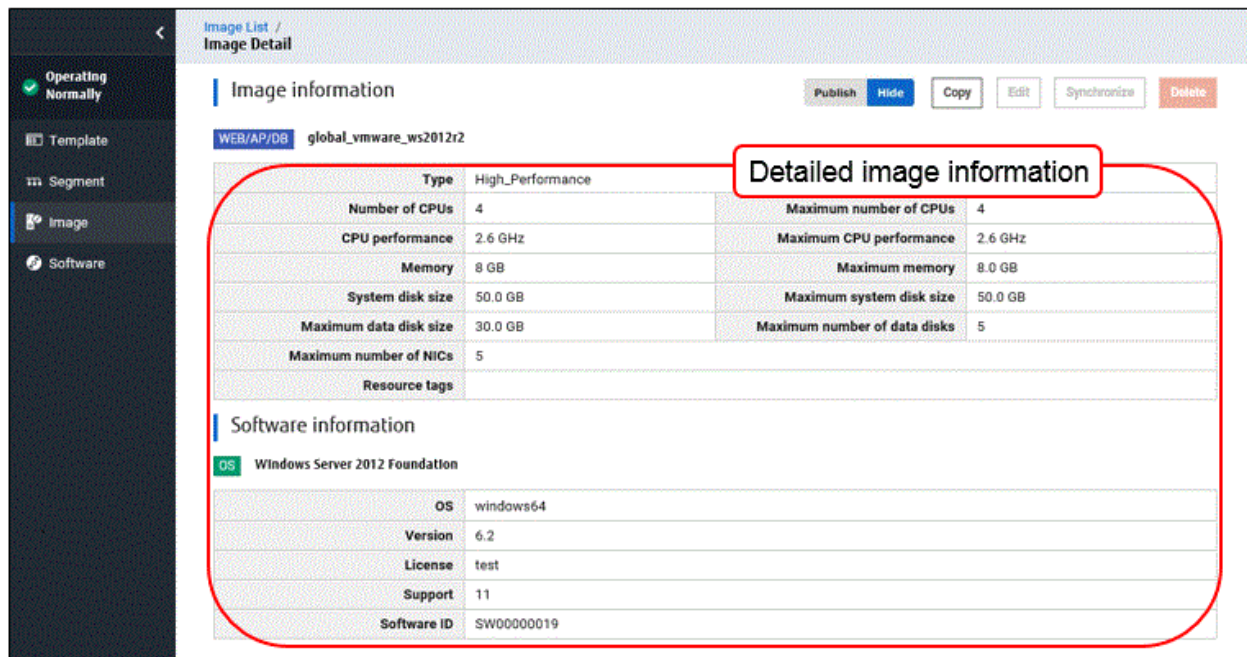 Image List /
Image Detail
Operating
Normally
Template
Segment
Image
Software
Image information
Publish Hide Copy Edit Synchronize Delete
WEB/AP/DB global_vmware_ws2012r2
Detailed image information
Type High_Performance
Number of CPUs 4 Maximum number of CPUs 4
CPU performance 2.6 GHz Maximum CPU performance 2.6 GHz
Memory 8 GB Maximum memory 8.0 GB
System disk size 50.0 GB Maximum system disk size 50.0 GB
Maximum data disk size 30.0 GB Maximum number of data disks 5
Maximum number of NICs 5
Resource tags
Software information
OS Windows Server 2012 Foundation
OS windows64
Version 6.2
License test
Support 11
Software ID SW00000019